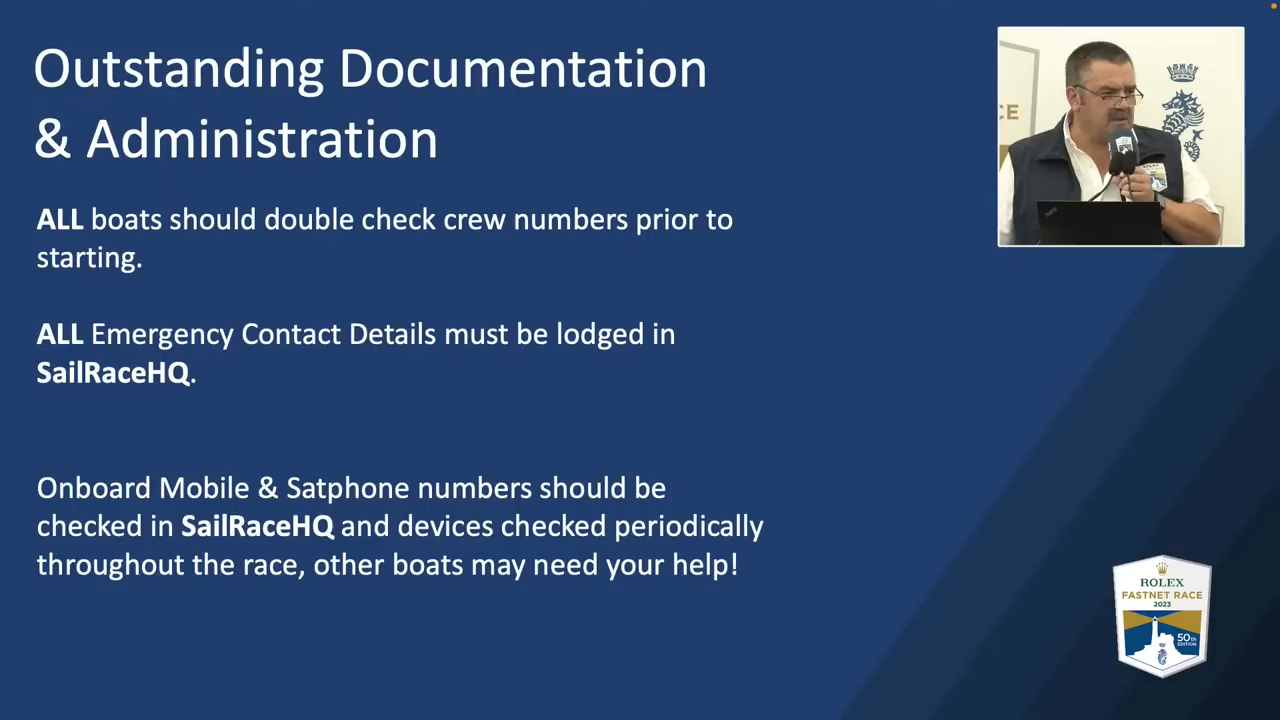 Outstanding Documentation
& Administration
ALL boats should double check crew numbers prior to
starting.
ALL Emergency Contact Details must be lodged in
SailRaceHQ.
Onboard Mobile & Satphone numbers should be
checked in SailRaceHQ and devices checked periodically
throughout the race, other boats may need your help!
CE
ROLEX
FASTNET RACE
2023
50th
EDITION